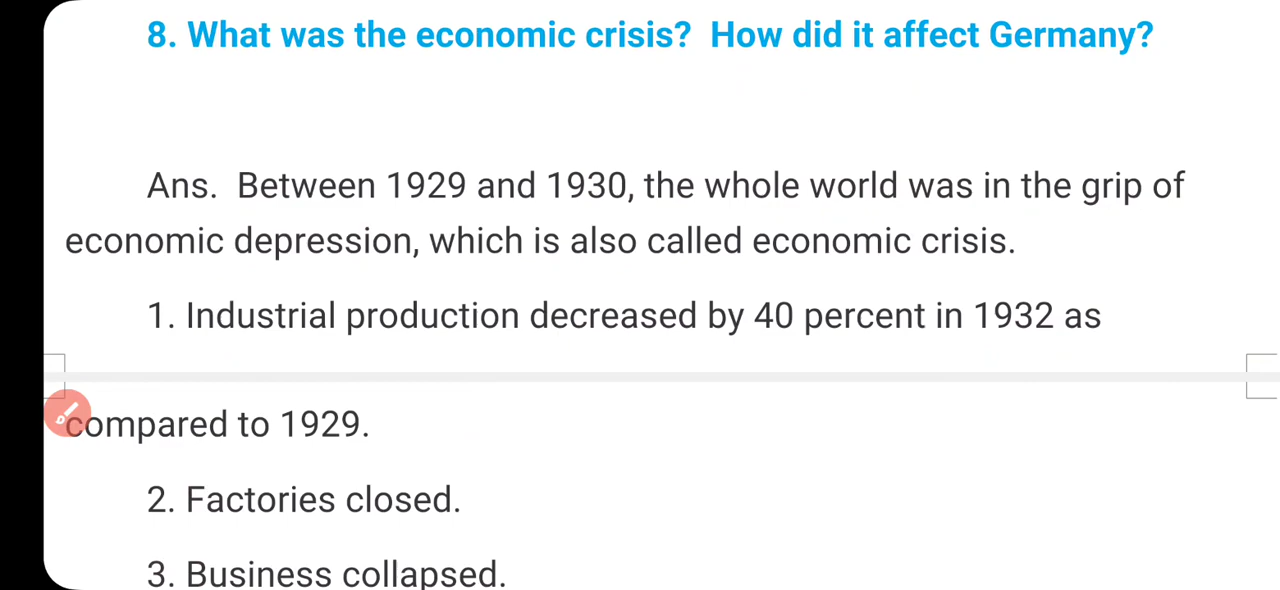 8. What was the economic crisis? How did it affect Germany?
Ans. Between 1929 and 1930, the whole world was in the grip of
economic depression, which is also called economic crisis.
1. Industrial production decreased by 40 percent in 1932 as
compared to 1929.
2. Factories closed.
3. Business collapsed.